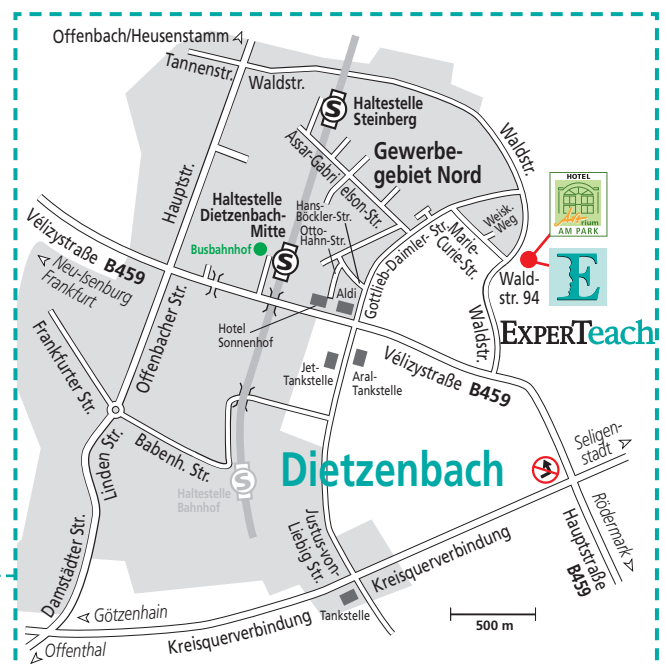 Offenbach/Heusenstamm
Tannenstr.
Waldstr.
S
Haltestelle
Steinberg
Waldstr.
Assar-Gabrielson-Str.
Gewerbe-
gebiet Nord
Hauptstr.
HOTEL
Artrium
AM PARK
Haltestelle
Dietzenbach-
Mitte
Hans-
Böckler-Str.
Otto-
Hahn-Str.
Weisk.
Weg
Busbahnhof
S
Vélizystraße B459
Neu-Isenburg
Frankfurt
Gottlieb-Daimler-Str.
Marie-
Curie-Str.
Wald-
str. 94
E
EXPERTeach
Aldi
Hotel
Sonnenhof
Offenbacher Str.
Frankfurter Str.
Waldstr.
Jet-
Tankstelle
Aral-
Tankstelle
Vélizystraße B459
Linden Str.
Babenh. Str.
Dietzenbach
Seligen-
stadt
S
Haltestelle
Bahnhof
Justus-von-
Liebig Str.
Rödermark
Hauptstraße
B459
Damstädter Str.
Kreisquerverbindung
Götzenhain
Tankstelle
Kreisquerverbindung
Offenthal
500 m